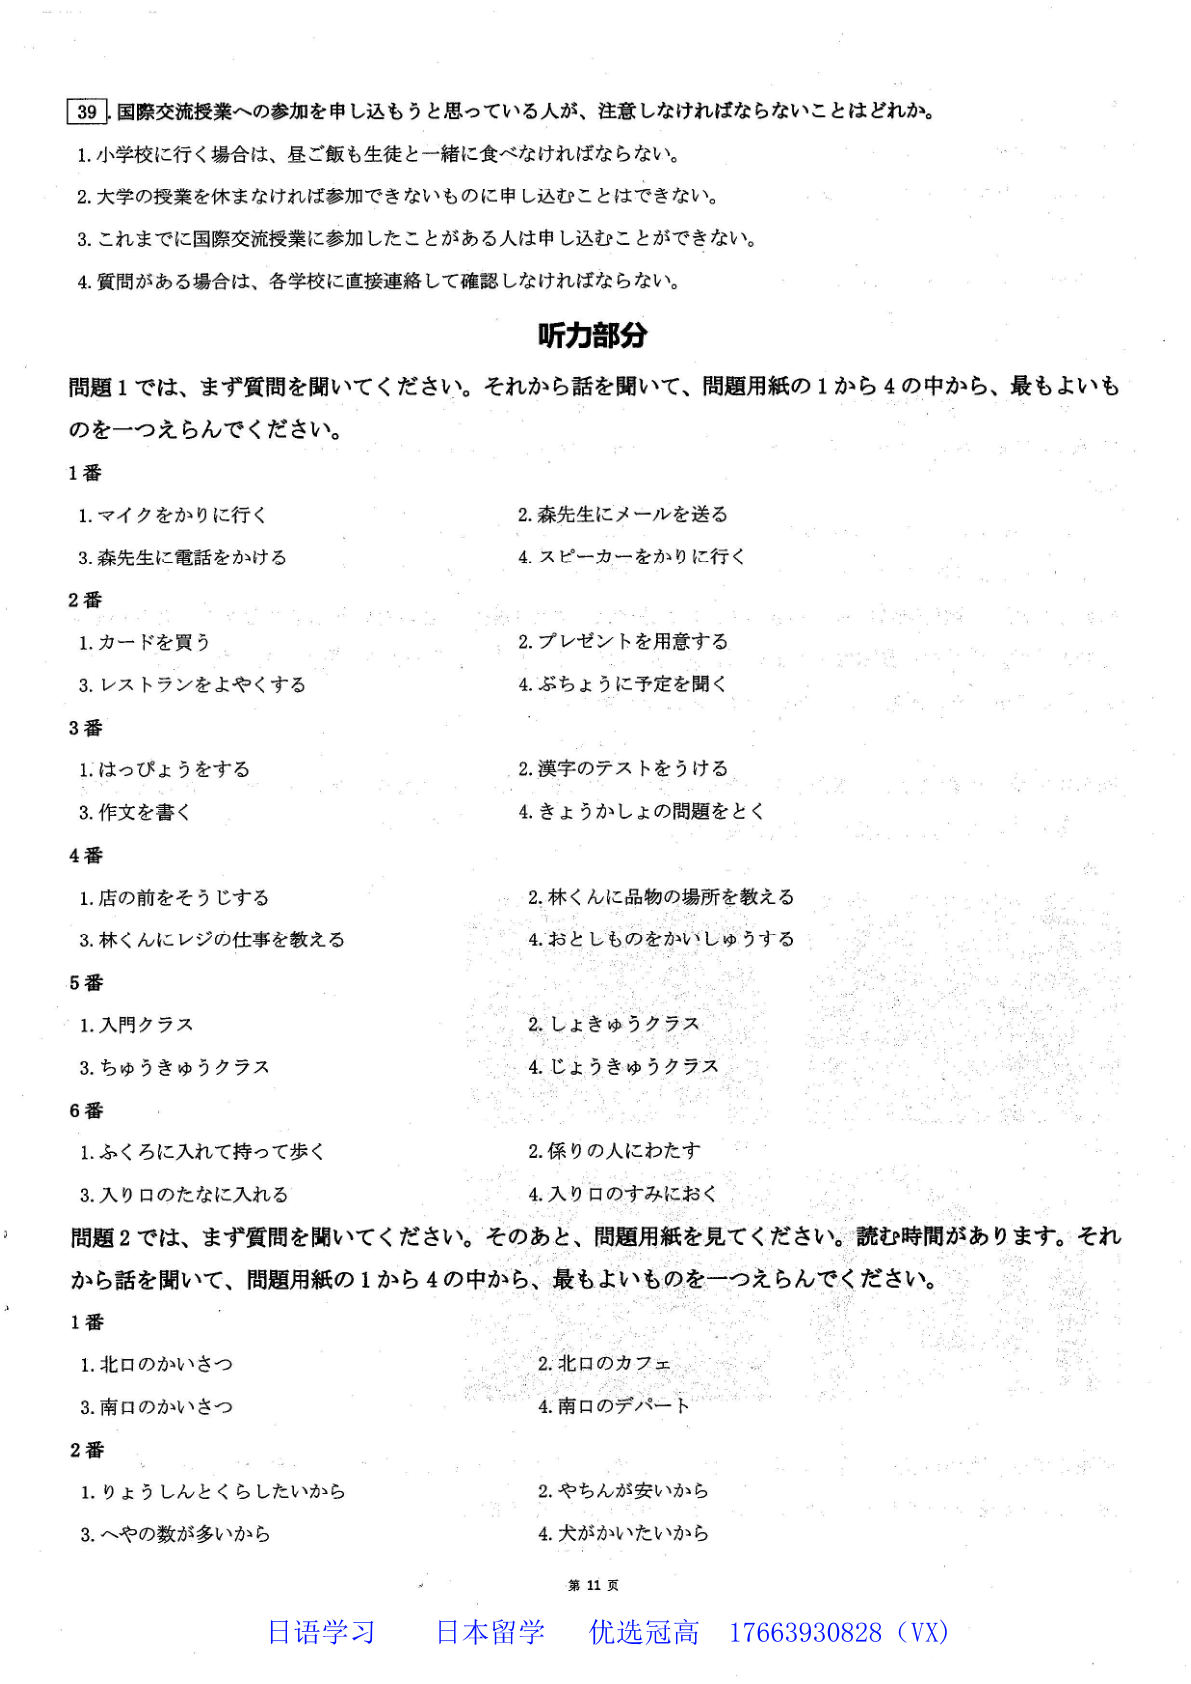 39. 国際交流授業への参加を申し込もうと思っている人が、注意しなければならないことはどれか。
1. 小学校に行く場合は、昼ご飯も生徒と一緒に食べなければならない。
2. 大学の授業を休まなければ参加できないものに申し込むことはできない。
3. これまでに国際交流授業に参加したことがある人は申し込むことができない。
4. 質問がある場合は、各学校に直接連絡して確認しなければならない。
听力部分
問題1では、まず質問を聞いてください。それから話を聞いて、問題用紙の1から4の中から、最もよいも
のを一つえらんでください。
1番
1. マイクをかりに行く 2. 森先生にメールを送る
3. 森先生に電話をかける 4. スピーカーをかりに行く
2番
1. カードを買う 2. プレゼントを用意する
3. レストランをよやくする 4. ぶちょうに予定を聞く
3番
1. はっぴょうをする 2. 漢字のテストをうける
3. 作文を書く 4. きょうかしょの問題をとく
4番
1. 店の前をそうじする 2. 林くんに品物の場所を教える
3. 林くんにレジの仕事を教える 4. おとしものをかいしゅうする
5番
1. 入門クラス 2. しょきゅうクラス
3. ちゅうきゅうクラス 4. じょうきゅうクラス
6番
1. ふくろに入れて持って歩く 2. 係りの人にわたす
3. 入り口のたなに入れる 4. 入り口のすみにおく
問題2では、まず質問を聞いてください。そのあと、問題用紙を見てください。読む時間があります。それ
から話を聞いて、問題用紙の1から4の中から、最もよいものを一つえらんでください。
1番
1. 北口のかいさつ 2. 北口のカフェ
3. 南口のかいさつ 4. 南口のデパート
2番
1. りょうしんとくらしたいから 2. やちんが安いから
3. へやの数が多いから 4. 犬がかいたいから
第 11 页
日语学习 日本留学 优选冠高 17663930828（VX）